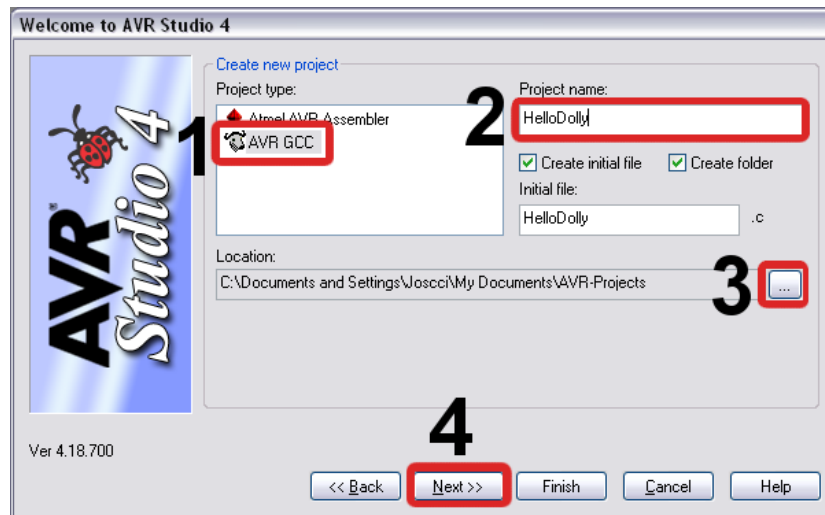 Welcome to AVR Studio 4
Create new project
Project type:
Atmel AVR Assembler
1
AVR GCC
2
Project name:
HelloDolly
Create initial file
Create folder
Initial file:
HelloDolly
.c
Location:
C:\Documents and Settings\Joscci\My Documents\AVR-Projects
3
...
AVR
Studio 4
4
Ver 4.18.700
<< Back
Next >>
Finish
Cancel
Help